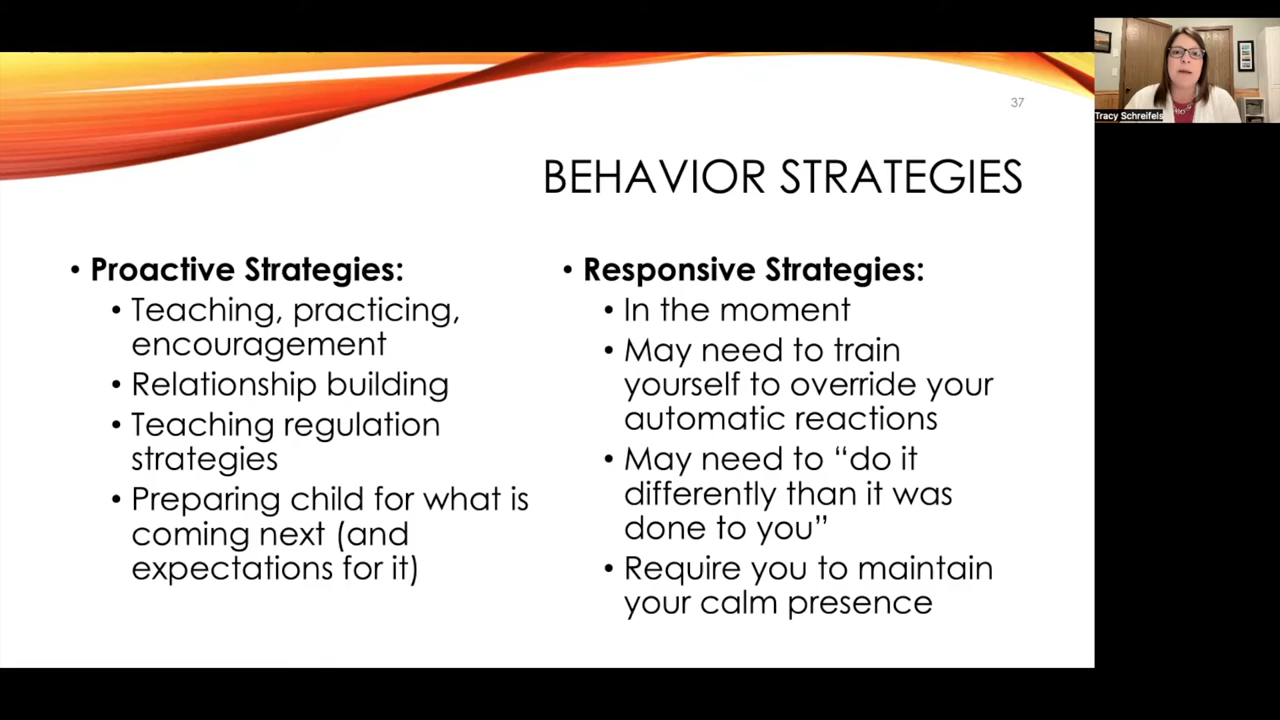 37
Tracy Schreifels
BEHAVIOR STRATEGIES
• Proactive Strategies:
• Teaching, practicing,
encouragement
• Relationship building
• Teaching regulation
strategies
• Preparing child for what is
coming next (and
expectations for it)
• Responsive Strategies:
• In the moment
• May need to train
yourself to override your
automatic reactions
• May need to “do it
differently than it was
done to you”
• Require you to maintain
your calm presence